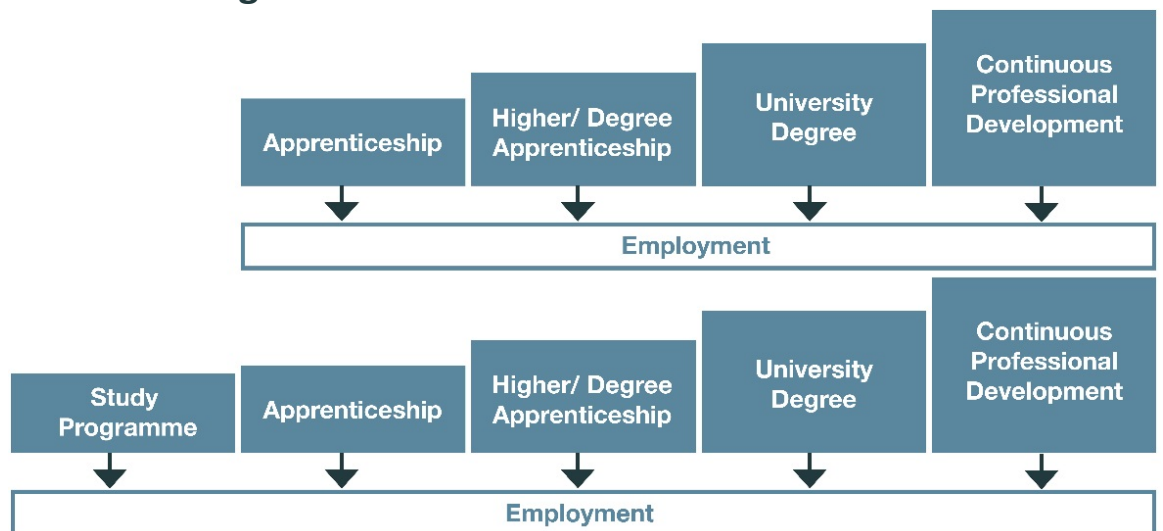 Apprenticeship
Higher/ Degree
Apprenticeship
University
Degree
Continuous
Professional
Development
Employment
Study
Programme
Apprenticeship
Higher/ Degree
Apprenticeship
University
Degree
Continuous
Professional
Development
Employment